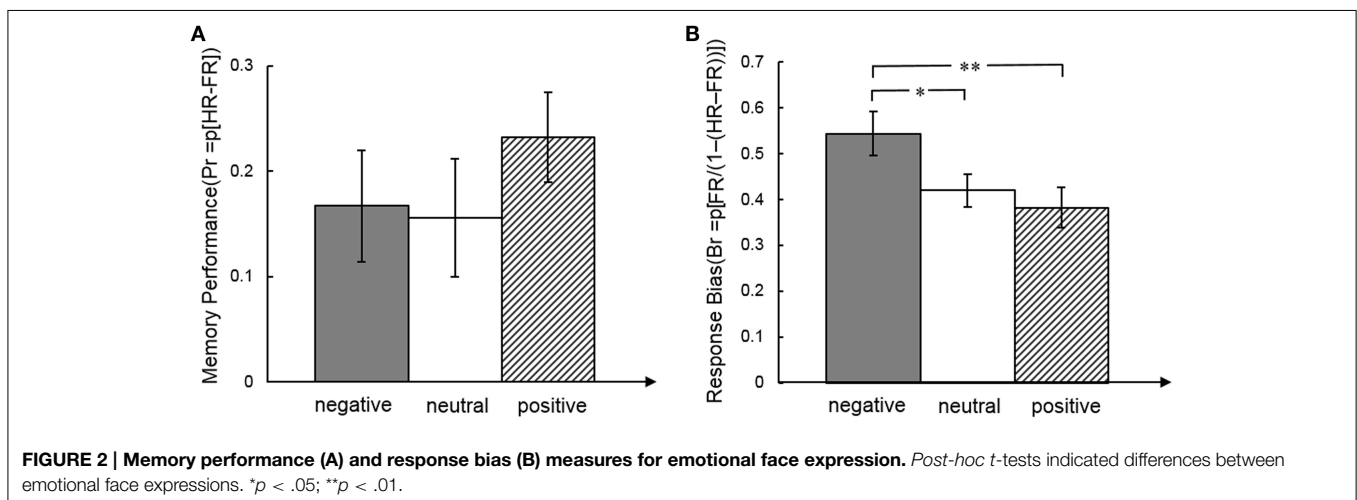 A
Memory Performance(Pr =p[HR-FR])
0.3
0.2
0.1
0
negative neutral positive
B
Response Bias(Br =p[FR/(1–(HR–FR))])
0.7
0.6
0.5
0.4
0.3
0.2
0.1
0
**
*
negative neutral positive
FIGURE 2 | Memory performance (A) and response bias (B) measures for emotional face expression. Post-hoc t-tests indicated differences between
emotional face expressions. *p < .05; **p < .01.